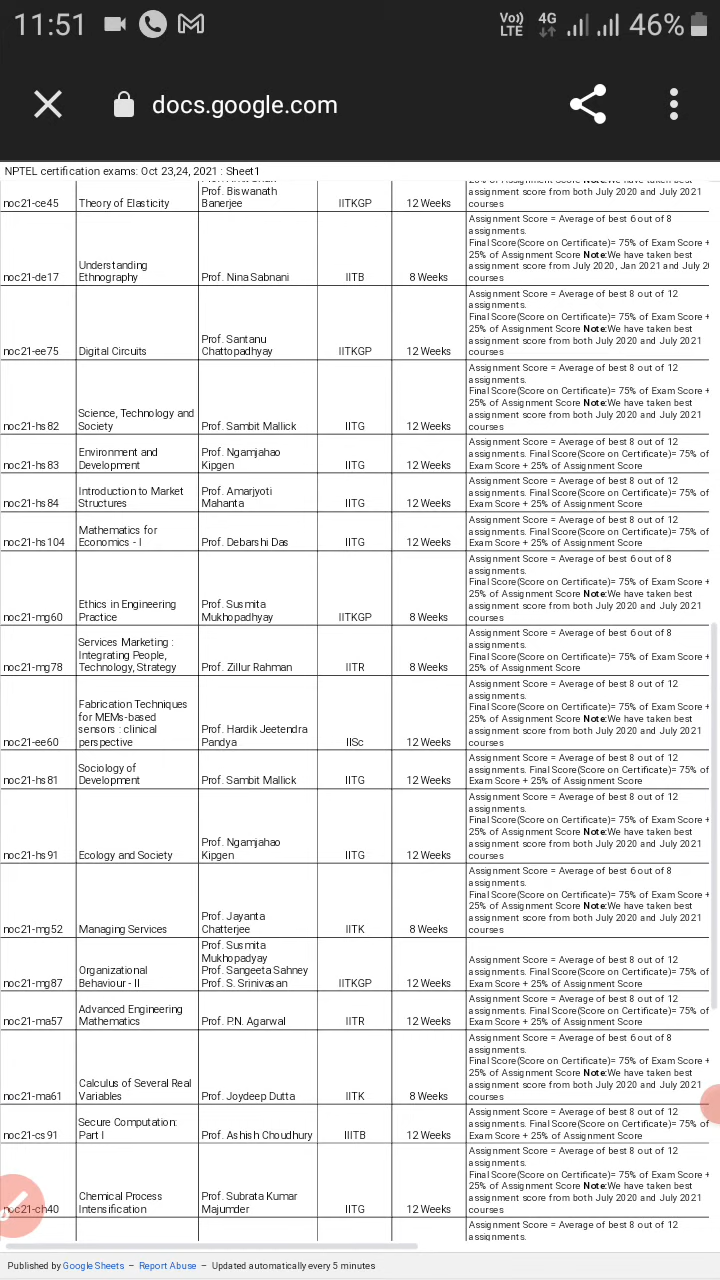 11:51
Vo)) LTE 4G 46%
docs.google.com
NPTEL certification exams: Oct 23,24, 2021 : Sheet1
noc21-ce45 Theory of Elasticity Prof. Biswanath Banerjee IITKGP 12 Weeks
assignment score from both July 2020 and July 2021
courses
noc21-de17 Understanding Ethnography Prof. Nina Sabnani IITB 8 Weeks
Assignment Score = Average of best 6 out of 8
assignments.
Final Score(Score on Certificate)= 75% of Exam Score +
25% of Assignment Score Note:We have taken best
assignment score from July 2020, Jan 2021 and July 20
courses
noc21-ee75 Digital Circuits Prof. Santanu Chattopadhyay IITKGP 12 Weeks
Assignment Score = Average of best 8 out of 12
assignments.
Final Score(Score on Certificate)= 75% of Exam Score +
25% of Assignment Score Note:We have taken best
assignment score from both July 2020 and July 2021
courses
noc21-hs82 Science, Technology and Society Prof. Sambit Mallick IITG 12 Weeks
Assignment Score = Average of best 8 out of 12
assignments.
Final Score(Score on Certificate)= 75% of Exam Score +
25% of Assignment Score Note:We have taken best
assignment score from both July 2020 and July 2021
courses
noc21-hs83 Environment and Development Prof. Ngamjahao Kipgen IITG 12 Weeks
Assignment Score = Average of best 8 out of 12
assignments. Final Score(Score on Certificate)= 75% of
Exam Score + 25% of Assignment Score
noc21-hs84 Introduction to Market Structures Prof. Amarjyoti Mahanta IITG 12 Weeks
Assignment Score = Average of best 8 out of 12
assignments. Final Score(Score on Certificate)= 75% of
Exam Score + 25% of Assignment Score
noc21-hs104 Mathematics for Economics - I Prof. Debarshi Das IITG 12 Weeks
Assignment Score = Average of best 8 out of 12
assignments. Final Score(Score on Certificate)= 75% of
Exam Score + 25% of Assignment Score
noc21-mg60 Ethics in Engineering Practice Prof. Susmita Mukhopadhyay IITKGP 8 Weeks
Assignment Score = Average of best 6 out of 8
assignments.
Final Score(Score on Certificate)= 75% of Exam Score +
25% of Assignment Score Note:We have taken best
assignment score from both July 2020 and July 2021
courses
noc21-mg78 Services Marketing : Integrating People, Technology, Strategy Prof. Zillur Rahman IITR 8 Weeks
Assignment Score = Average of best 6 out of 8
assignments.
Final Score(Score on Certificate)= 75% of Exam Score +
25% of Assignment Score
noc21-ee60 Fabrication Techniques for MEMs-based sensors : clinical perspective Prof. Hardik Jeetendra Pandya IISc 12 Weeks
Assignment Score = Average of best 8 out of 12
assignments.
Final Score(Score on Certificate)= 75% of Exam Score +
25% of Assignment Score Note:We have taken best
assignment score from both July 2020 and July 2021
courses
noc21-hs81 Sociology of Development Prof. Sambit Mallick IITG 12 Weeks
Assignment Score = Average of best 8 out of 12
assignments. Final Score(Score on Certificate)= 75% of
Exam Score + 25% of Assignment Score
noc21-hs91 Ecology and Society Prof. Ngamjahao Kipgen IITG 12 Weeks
Assignment Score = Average of best 8 out of 12
assignments.
Final Score(Score on Certificate)= 75% of Exam Score +
25% of Assignment Score Note:We have taken best
assignment score from both July 2020 and July 2021
courses
noc21-mg52 Managing Services Prof. Jayanta Chatterjee IITK 8 Weeks
Assignment Score = Average of best 6 out of 8
assignments.
Final Score(Score on Certificate)= 75% of Exam Score +
25% of Assignment Score Note:We have taken best
assignment score from both July 2020 and July 2021
courses
noc21-mg87 Organizational Behaviour - II Prof. Susmita Mukhopadyay Prof. Sangeeta Sahney Prof. S. Srinivasan IITKGP 12 Weeks
Assignment Score = Average of best 8 out of 12
assignments. Final Score(Score on Certificate)= 75% of
Exam Score + 25% of Assignment Score
noc21-ma57 Advanced Engineering Mathematics Prof. P.N. Agarwal IITR 12 Weeks
Assignment Score = Average of best 8 out of 12
assignments. Final Score(Score on Certificate)= 75% of
Exam Score + 25% of Assignment Score
noc21-ma61 Calculus of Several Real Variables Prof. Joydeep Dutta IITK 8 Weeks
Assignment Score = Average of best 6 out of 8
assignments.
Final Score(Score on Certificate)= 75% of Exam Score +
25% of Assignment Score Note:We have taken best
assignment score from both July 2020 and July 2021
courses
noc21-cs91 Secure Computation: Part I Prof. Ashish Choudhury IIITB 12 Weeks
Assignment Score = Average of best 8 out of 12
assignments. Final Score(Score on Certificate)= 75% of
Exam Score + 25% of Assignment Score
noc21-ch40 Chemical Process Intensification Prof. Subrata Kumar Majumder IITG 12 Weeks
Assignment Score = Average of best 8 out of 12
assignments.
Final Score(Score on Certificate)= 75% of Exam Score +
25% of Assignment Score Note:We have taken best
assignment score from both July 2020 and July 2021
courses
Assignment Score = Average of best 8 out of 12
assignments.
Published by Google Sheets – Report Abuse – Updated automatically every 5 minutes